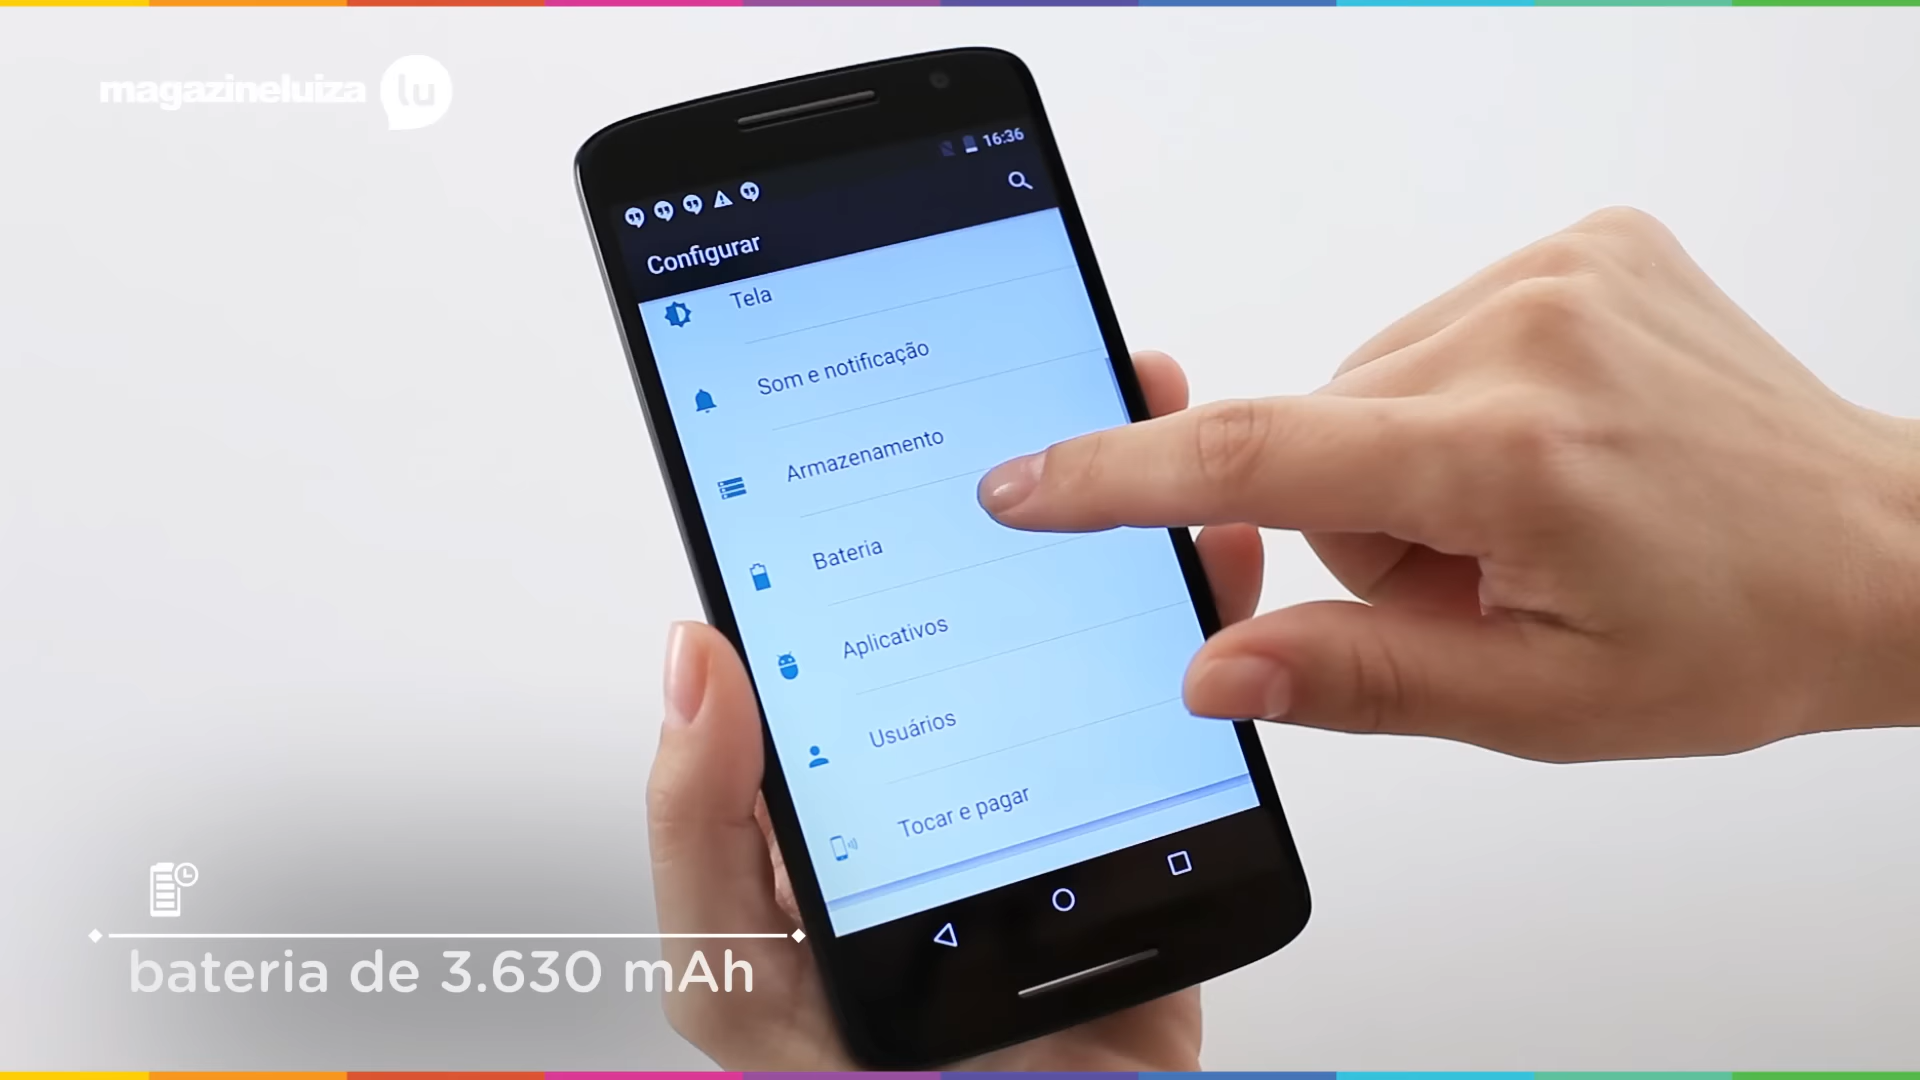 magazineluiza lu
16:36
Configurar
Tela
Som e notificação
Armazenamento
Bateria
Aplicativos
Usuários
Tocar e pagar
bateria de 3.630 mAh